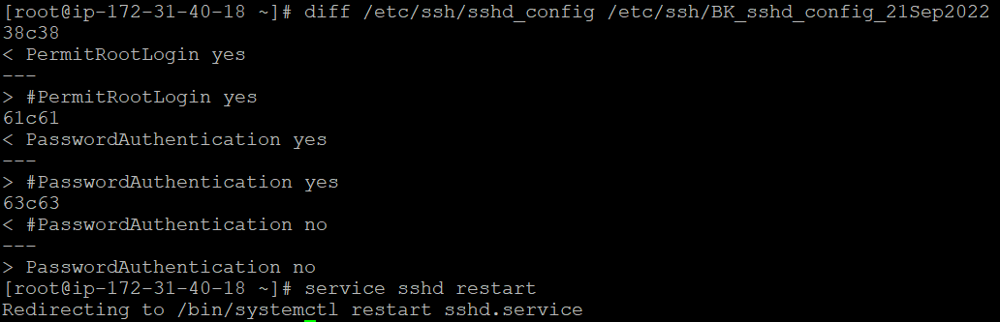 [root@ip-172-31-40-18 ~]# diff /etc/ssh/sshd_config /etc/ssh/BK_sshd_config_21Sep2022
38c38
< PermitRootLogin yes
---
> #PermitRootLogin yes
61c61
< PasswordAuthentication yes
---
> #PasswordAuthentication yes
63c63
< #PasswordAuthentication no
---
> PasswordAuthentication no
[root@ip-172-31-40-18 ~]# service sshd restart
Redirecting to /bin/systemctl restart sshd.service